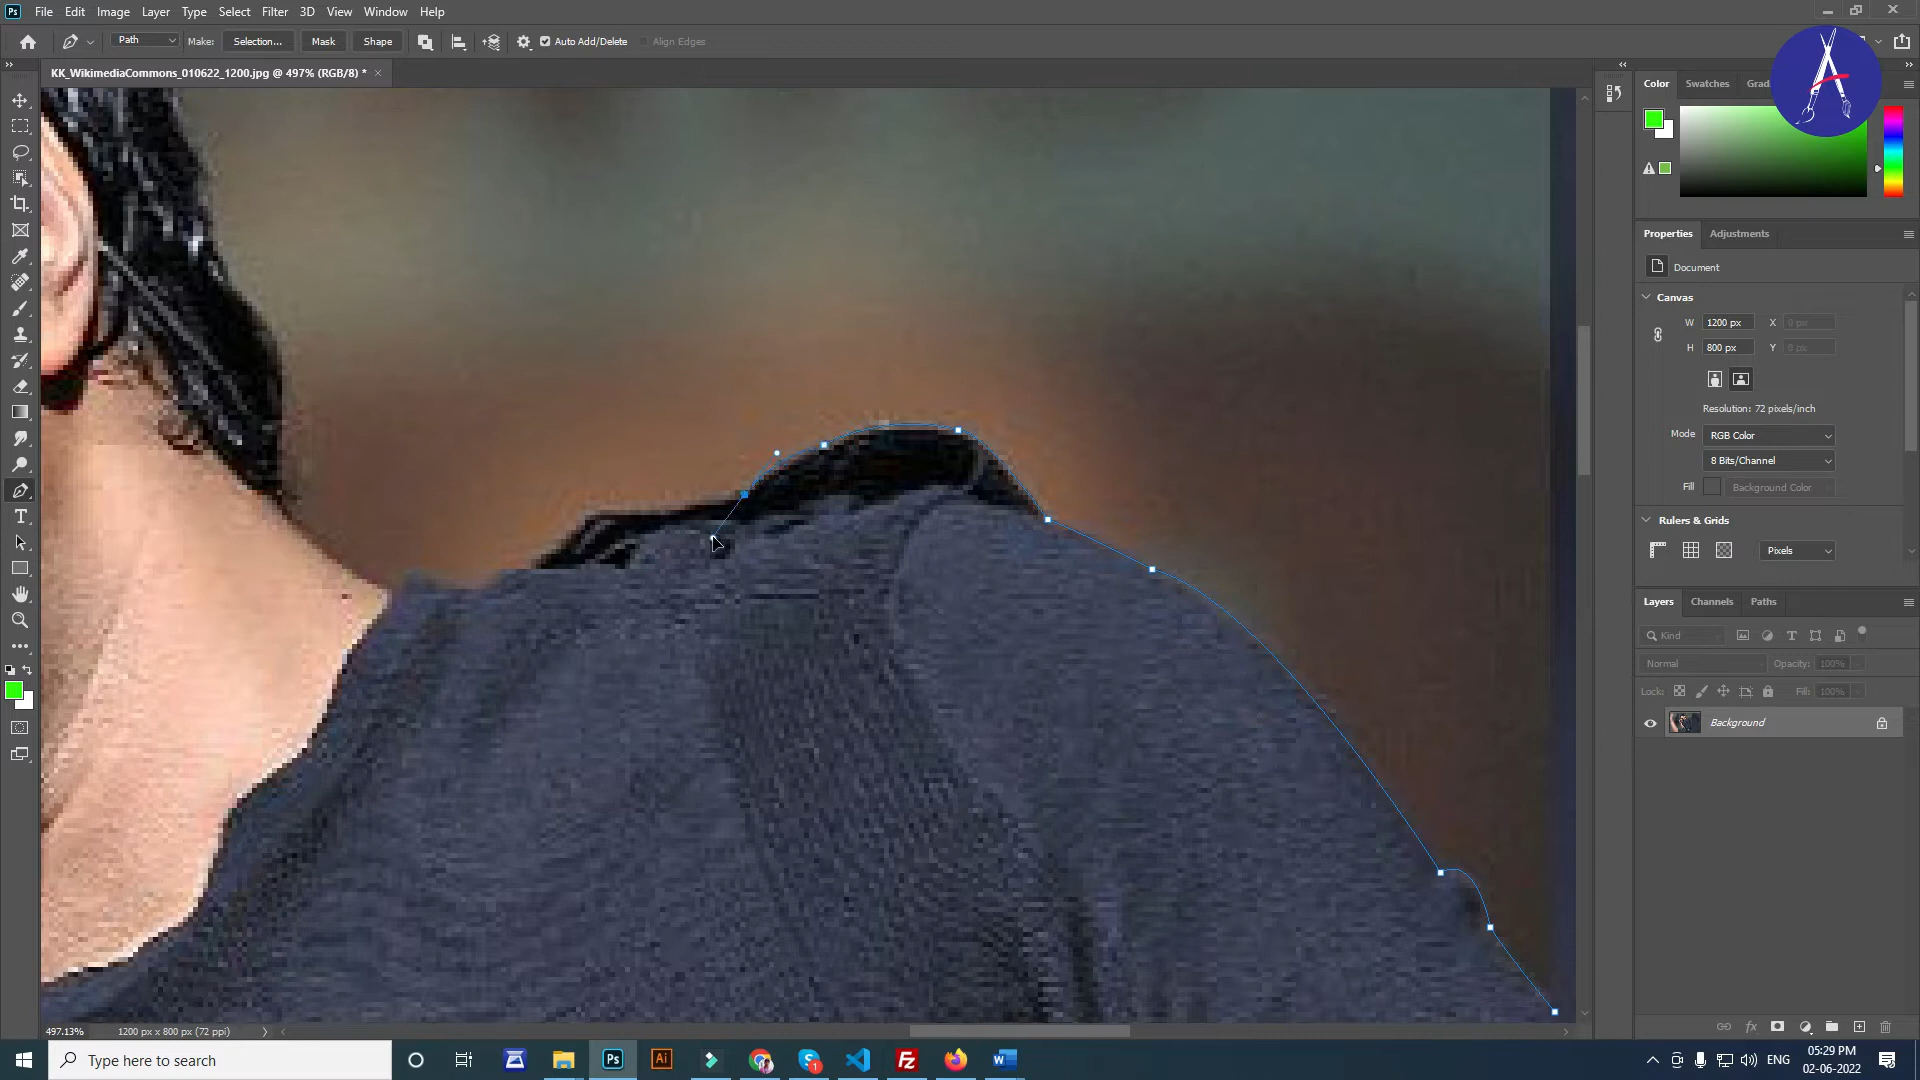 Ps File Edit Image Layer Type Select Filter 3D View Window Help
Path Make: Selection... Mask Shape Auto Add/Delete Align Edges
KK_WikimediaCommons_010622_1200.jpg @ 497% (RGB/8) * ×
Color Swatches Grad
Properties Adjustments
Document
Canvas
W 1200 px X 0 px
H 800 px Y 0 px
Resolution: 72 pixels/inch
Mode RGB Color
8 Bits/Channel
Fill Background Color
Rulers & Grids
Pixels
Layers Channels Paths
Kind
Normal Opacity: 100%
Lock: Fill: 100%
Background
497.13% 1200 px x 800 px (72 ppi)
Type here to search
ENG
05:29 PM
02-06-2022